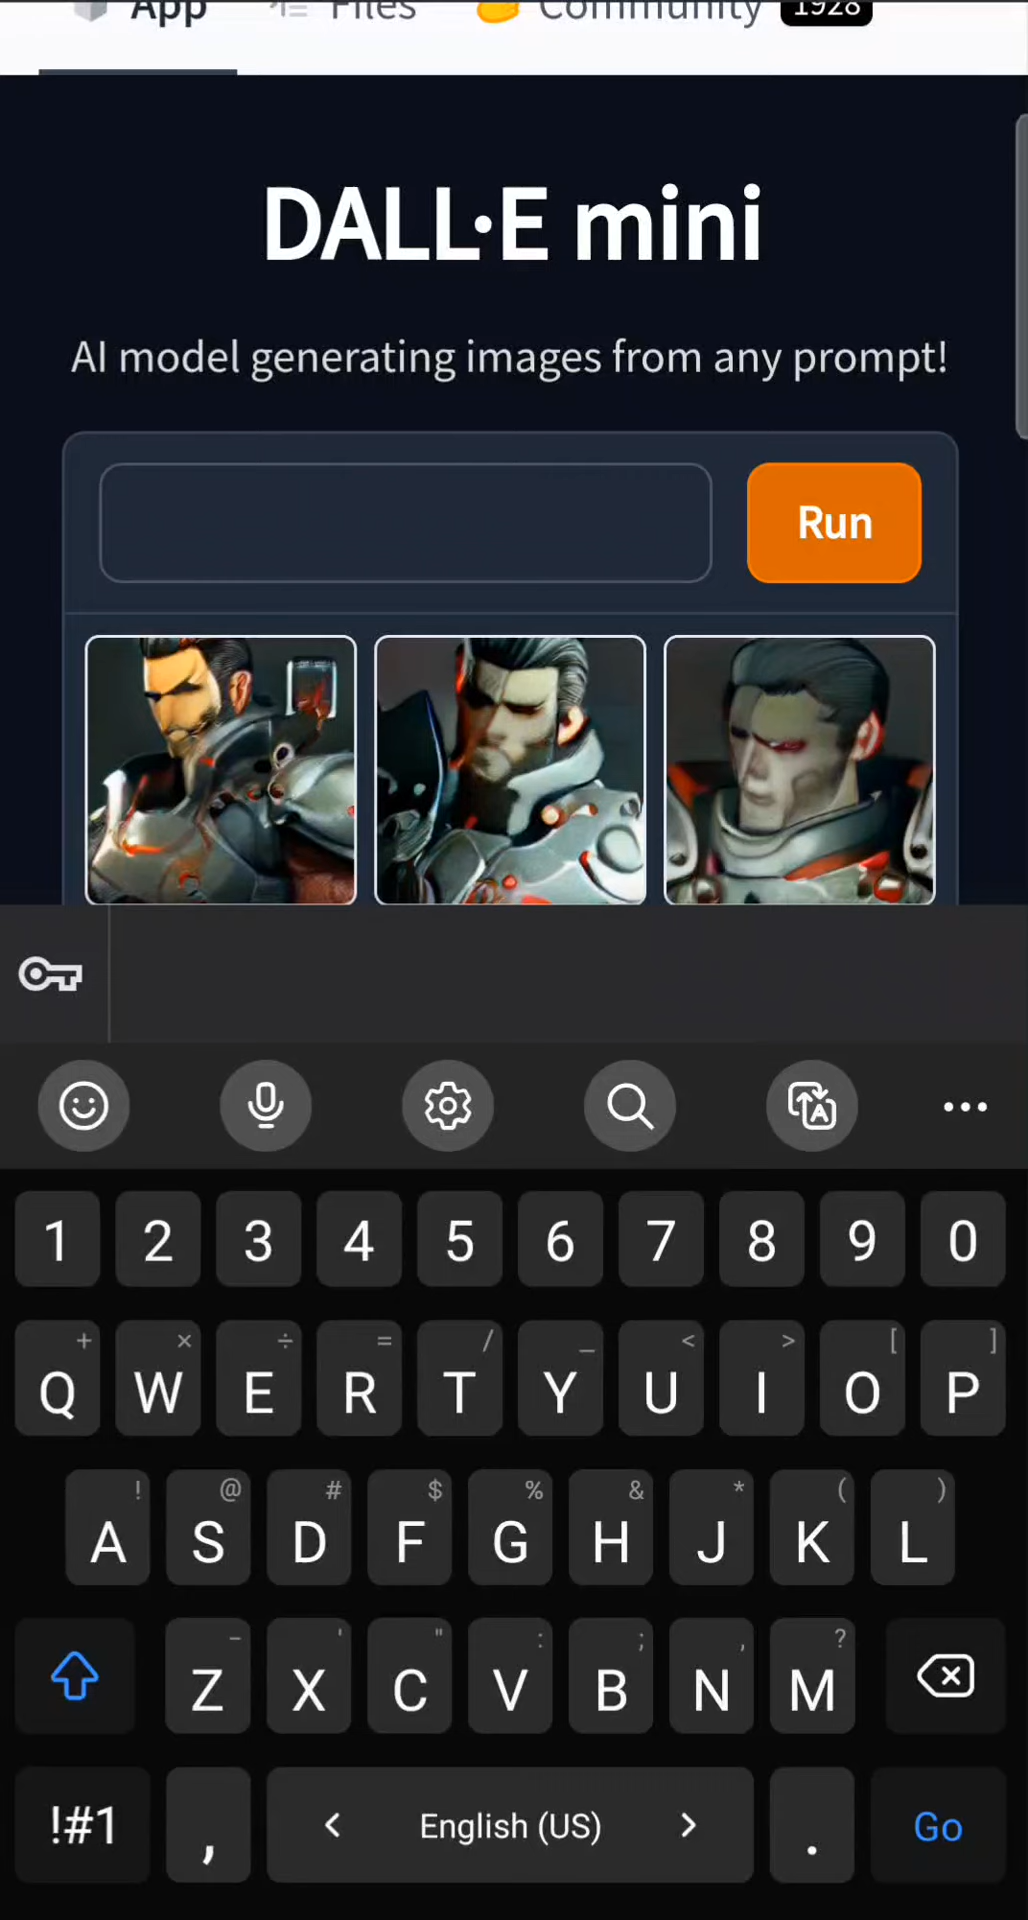 App Files Community 1928
DALL·E mini
AI model generating images from any prompt!
Run
1 2 3 4 5 6 7 8 9 0
+ × ÷ = / _ < > [ ]
Q W E R T Y U I O P
! @ # $ % & * ( )
A S D F G H J K L
- ' " : ; , ?
Z X C V B N M
!#1 , < English (US) > . Go